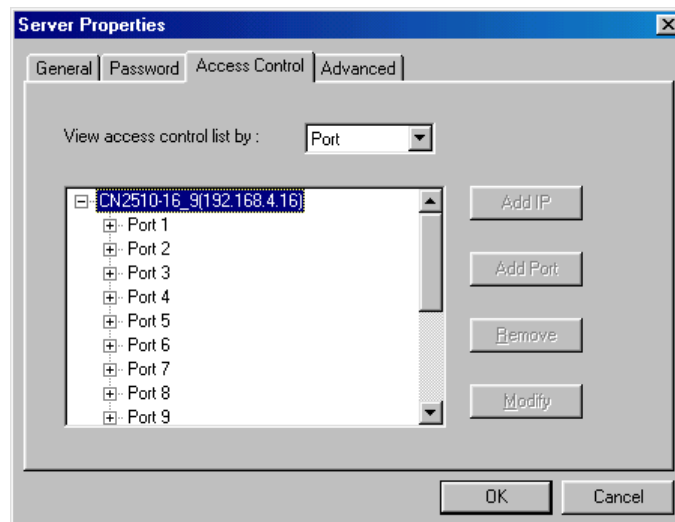 Server Properties
General Password Access Control Advanced
View access control list by : Port
CN2510-16_9(192.168.4.16)
Port 1
Port 2
Port 3
Port 4
Port 5
Port 6
Port 7
Port 8
Port 9
Add IP
Add Port
Remove
Modify
OK Cancel